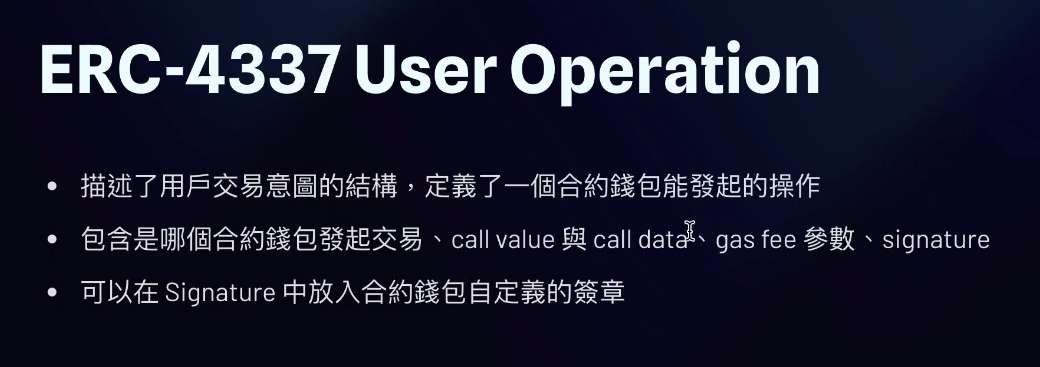 ERC-4337 User Operation
• 描述了用戶交易意圖的結構，定義了一個合約錢包能發起的操作
• 包含是哪個合約錢包發起交易、call value 與 call data、gas fee 參數、signature
• 可以在 Signature 中放入合約錢包自定義的簽章